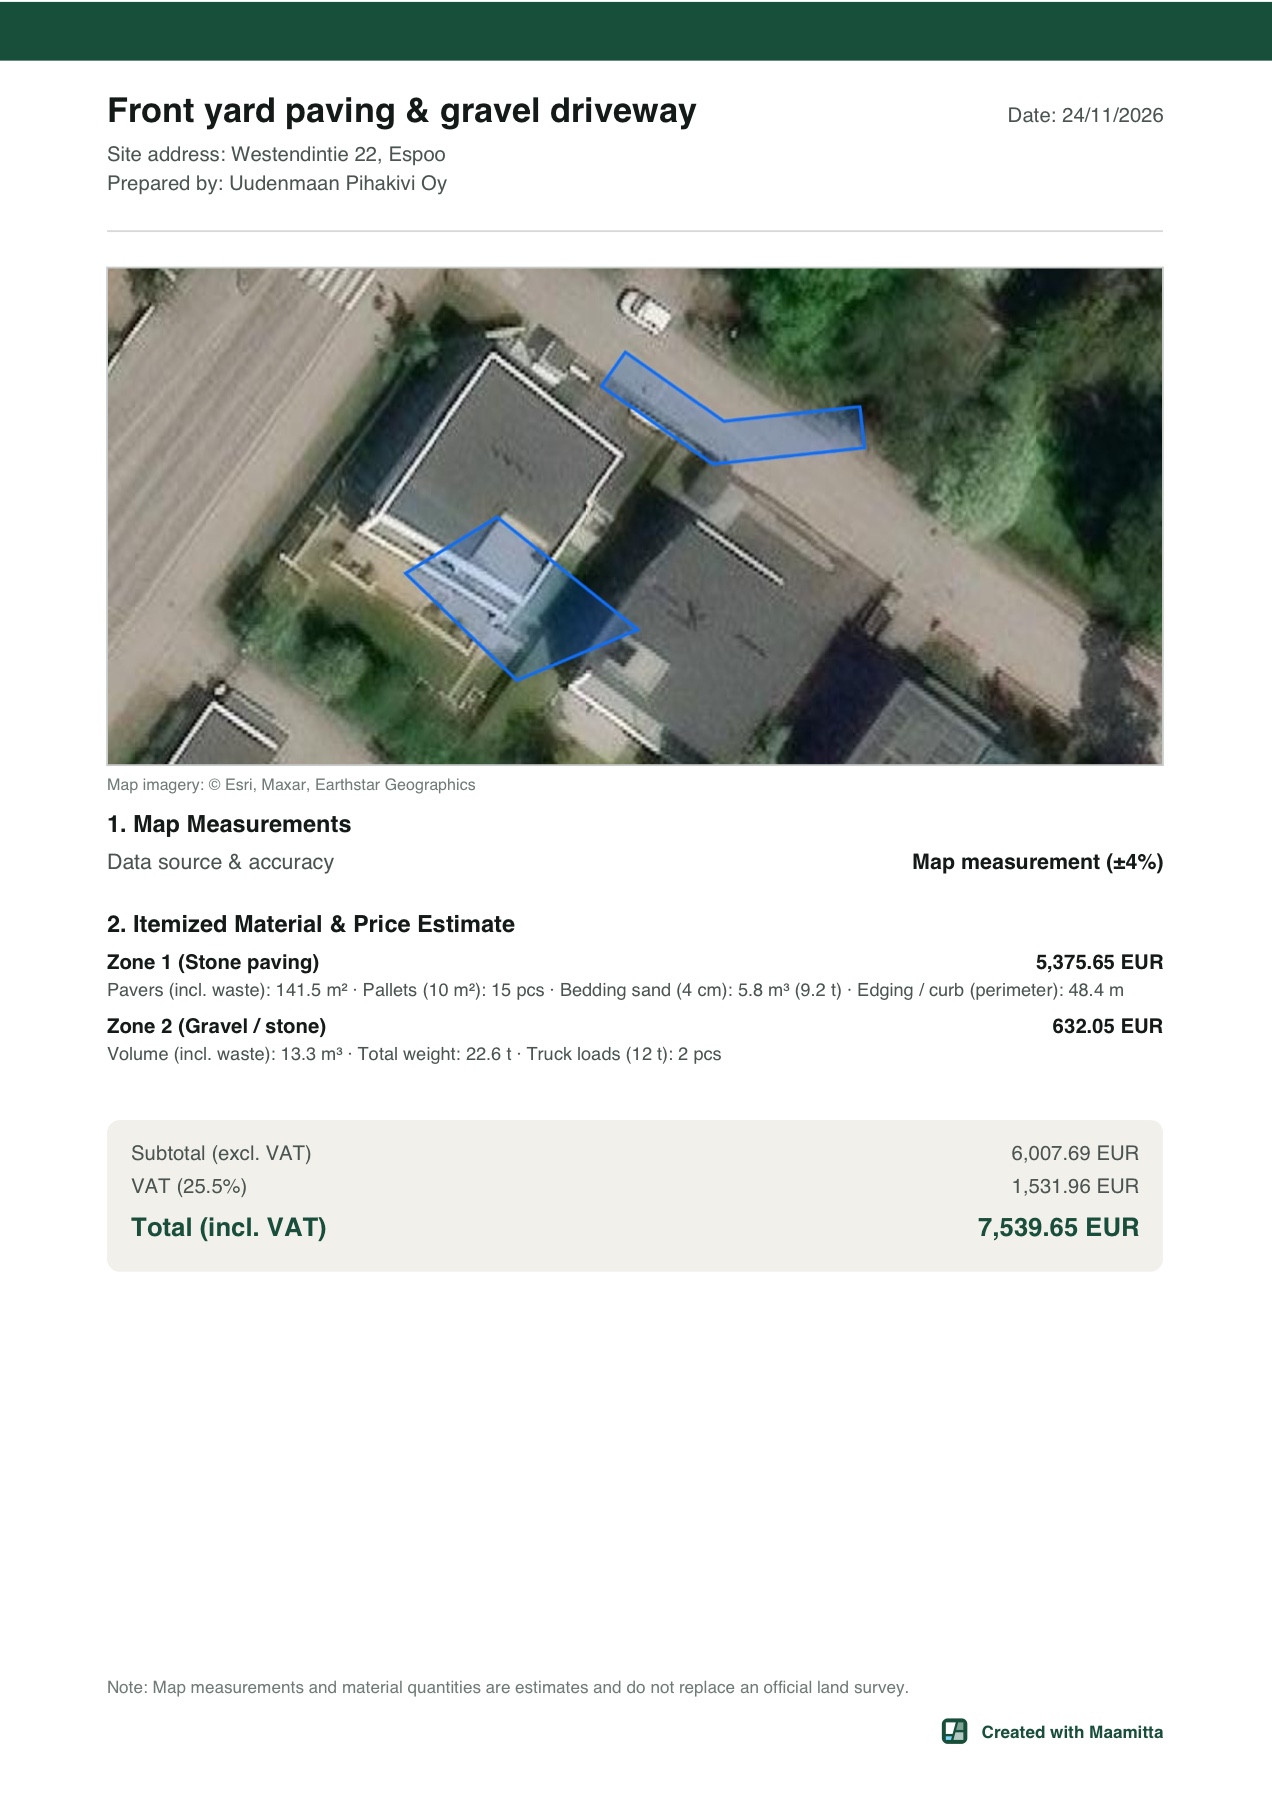 Front yard paving & gravel driveway
Date: 24/11/2026
Site address: Westendintie 22, Espoo
Prepared by: Uudenmaan Pihakivi Oy
Map imagery: © Esri, Maxar, Earthstar Geographics
1. Map Measurements
Data source & accuracy
Map measurement (±4%)
2. Itemized Material & Price Estimate
Zone 1 (Stone paving)
5,375.65 EUR
Pavers (incl. waste): 141.5 m² · Pallets (10 m²): 15 pcs · Bedding sand (4 cm): 5.8 m³ (9.2 t) · Edging / curb (perimeter): 48.4 m
Zone 2 (Gravel / stone)
632.05 EUR
Volume (incl. waste): 13.3 m³ · Total weight: 22.6 t · Truck loads (12 t): 2 pcs
Subtotal (excl. VAT)
6,007.69 EUR
VAT (25.5%)
1,531.96 EUR
Total (incl. VAT)
7,539.65 EUR
Note: Map measurements and material quantities are estimates and do not replace an official land survey.
Created with Maamitta